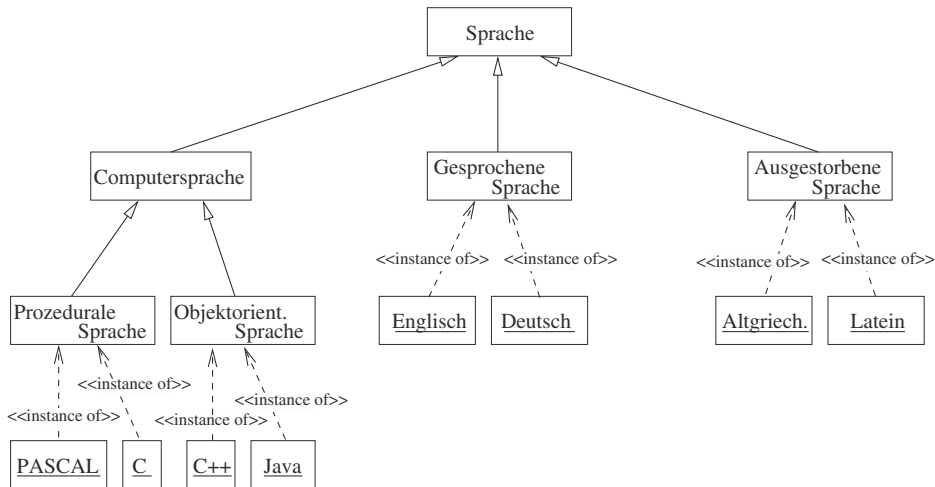 Sprache
Computersprache
Gesprochene
Sprache
Ausgestorbene
Sprache
<<instance of>>
<<instance of>>
<<instance of>>
<<instance of>>
Prozedurale
Sprache
Objektorient.
Sprache
Englisch
Deutsch
Altgriech.
Latein
<<instance of>>
<<instance of>>
<<instance of>>
<<instance of>>
PASCAL
C
C++
Java